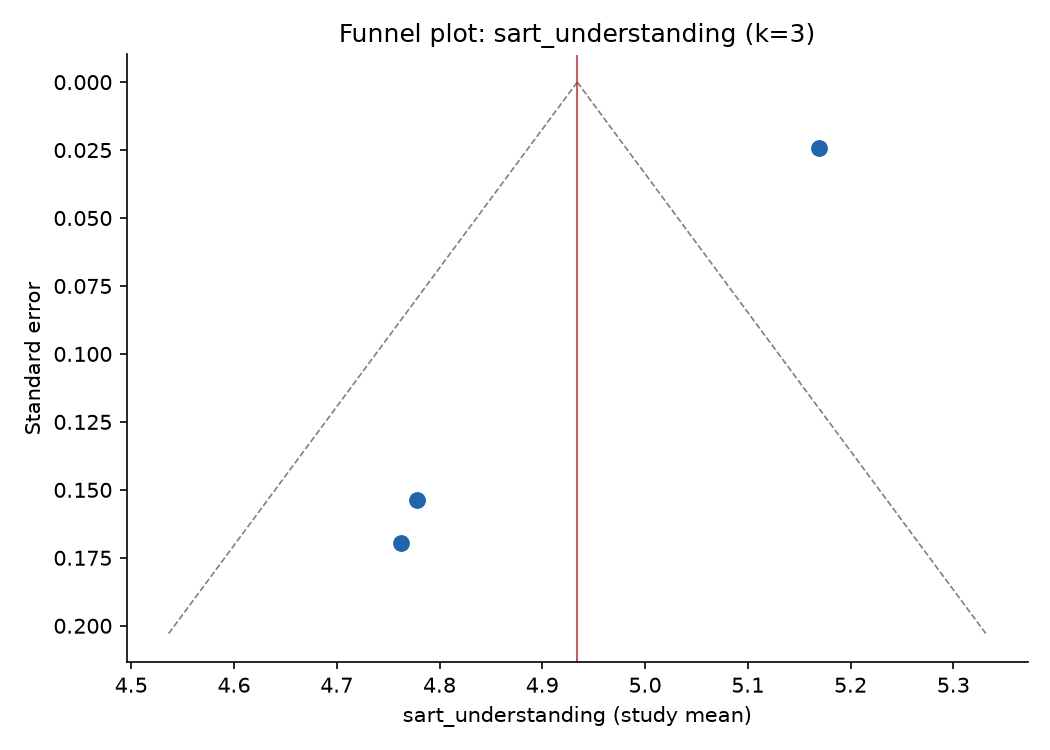 Funnel plot: sart_understanding (k=3)
Standard error
0.000
0.025
0.050
0.075
0.100
0.125
0.150
0.175
0.200
4.5 4.6 4.7 4.8 4.9 5.0 5.1 5.2 5.3
sart_understanding (study mean)